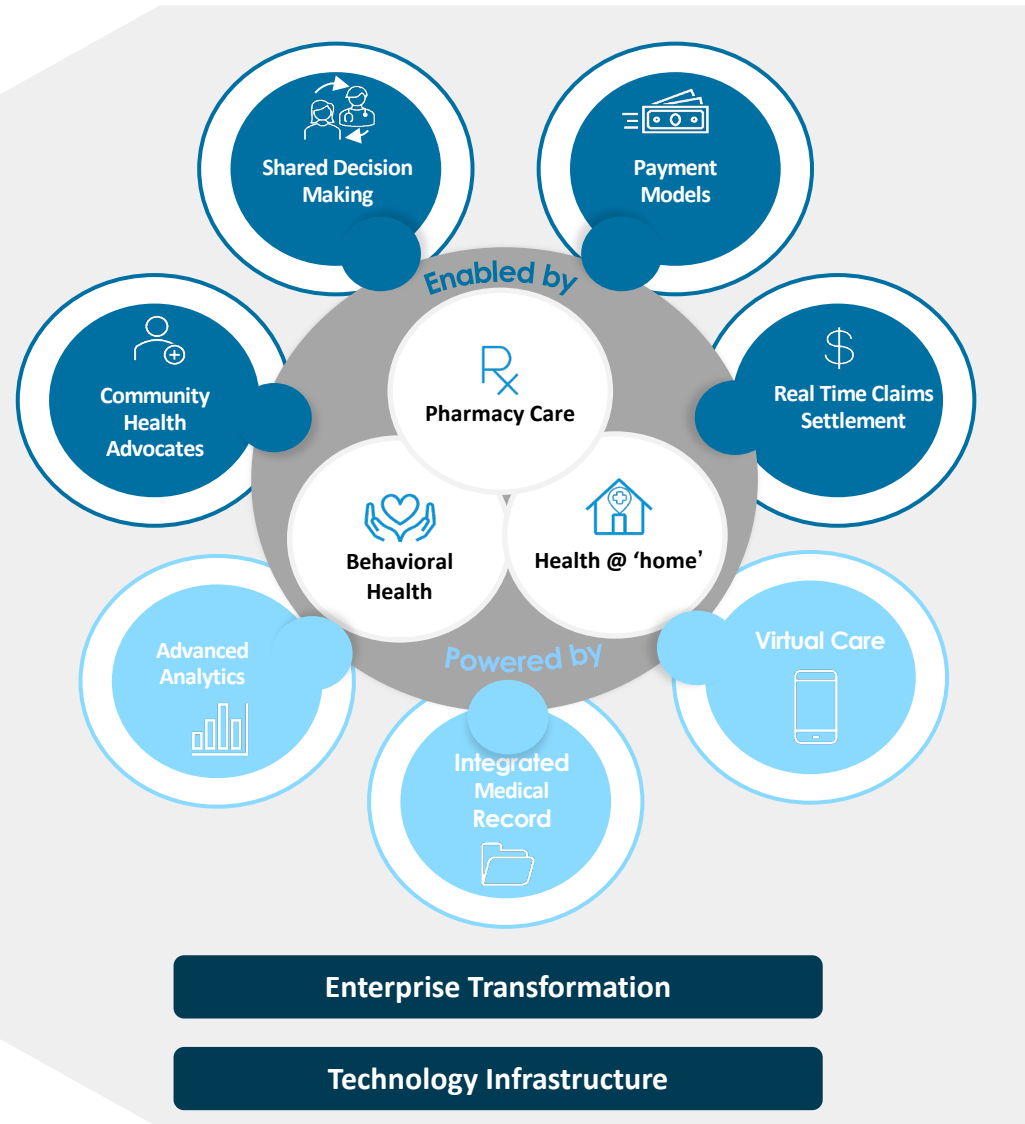 Shared Decision
Making
Payment
Models
Enabled by
Community
Health
Advocates
Real Time Claims
Settlement
Rx
Pharmacy Care
Behavioral
Health
Health @ ‘home’
Powered by
Advanced
Analytics
Virtual Care
Integrated
Medical
Record
Enterprise Transformation
Technology Infrastructure